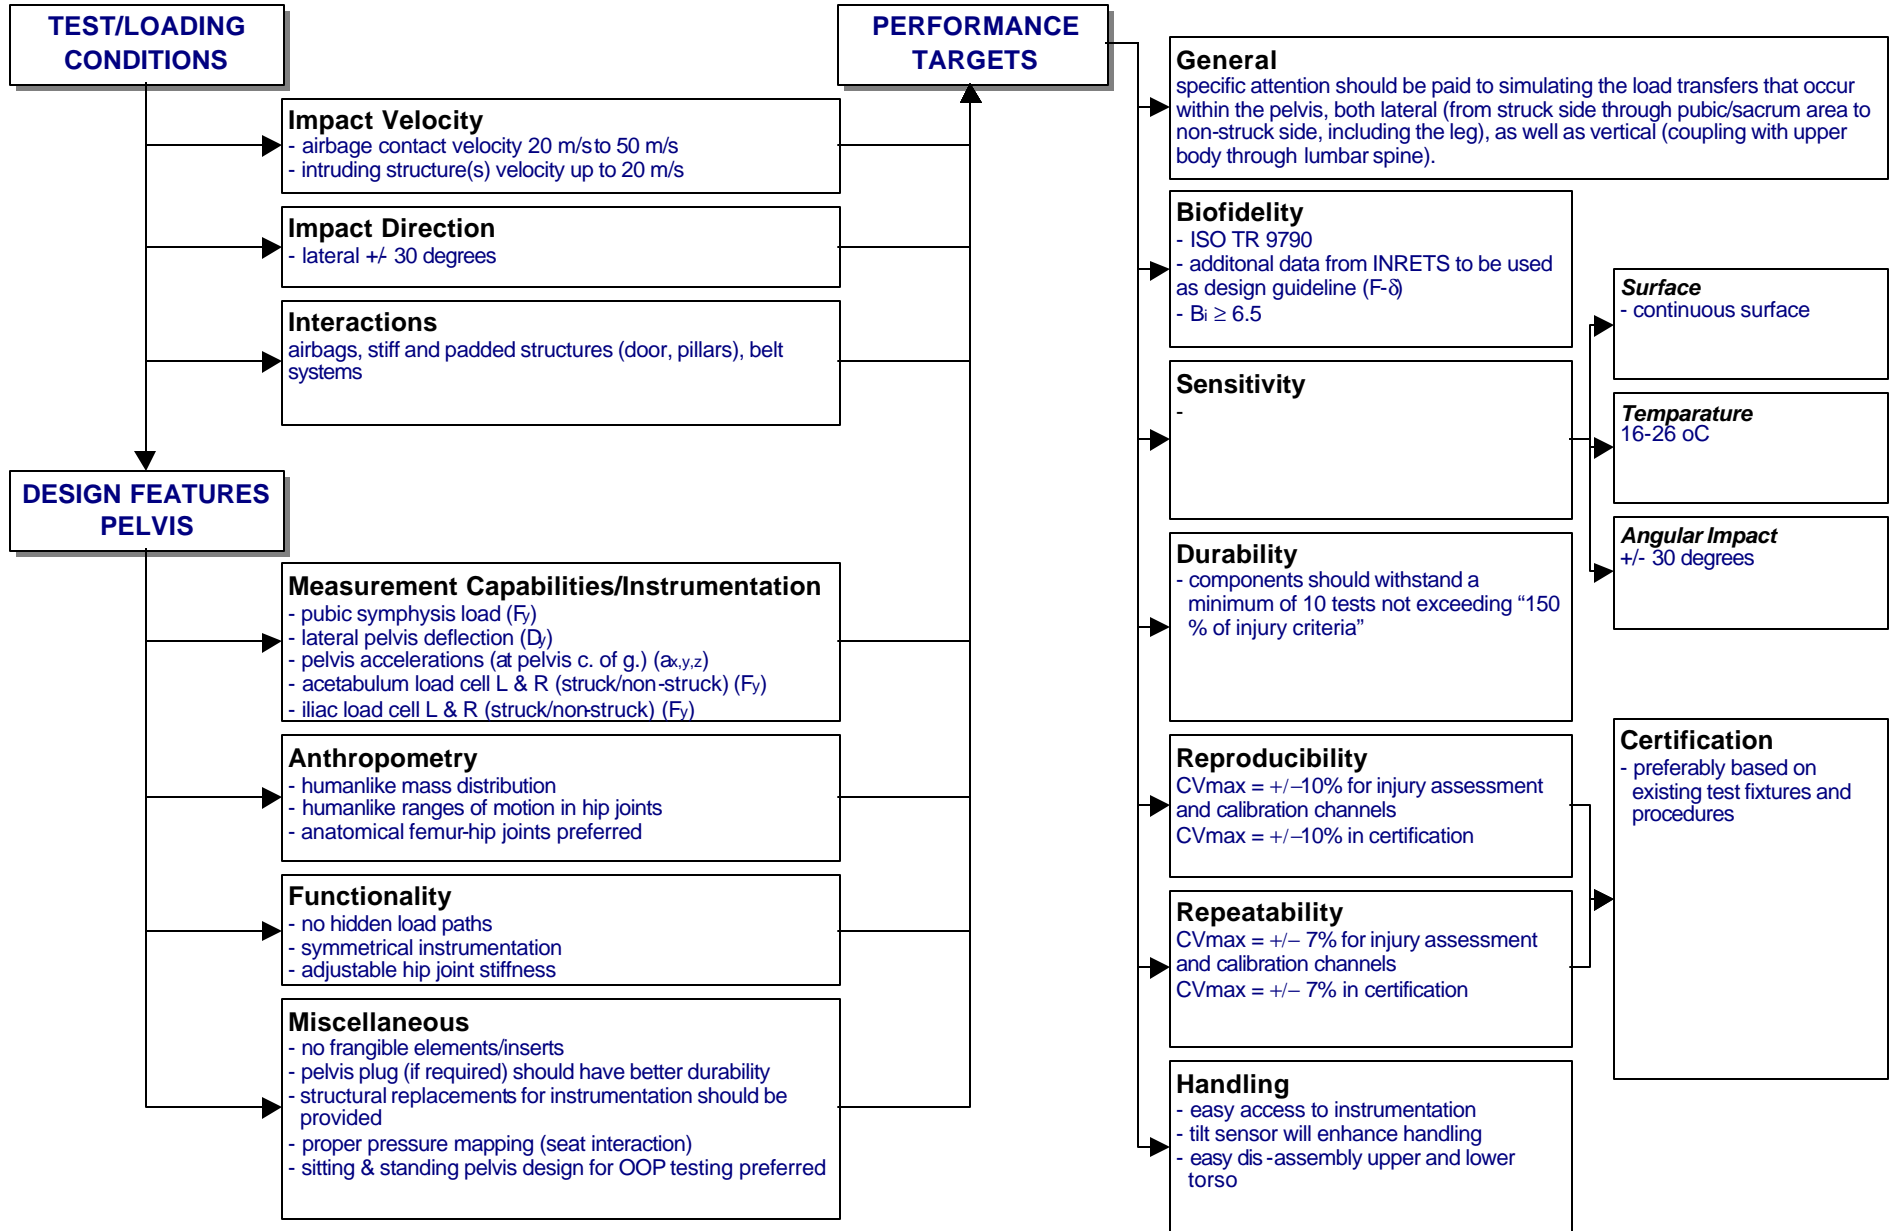 TEST/LOADING
CONDITIONS
Impact Velocity
- airbage contact velocity 20 m/s to 50 m/s
- intruding structure(s) velocity up to 20 m/s
Impact Direction
- lateral +/- 30 degrees
Interactions
airbags, stiff and padded structures (door, pillars), belt
systems
DESIGN FEATURES
PELVIS
Measurement Capabilities/Instrumentation
- pubic symphysis load (Fy)
- lateral pelvis deflection (Dy)
- pelvis accelerations (at pelvis c. of g.) (ax,y,z)
- acetabulum load cell L & R (struck/non-struck) (Fy)
- iliac load cell L & R (struck/non-struck) (Fy)
Anthropometry
- humanlike mass distribution
- humanlike ranges of motion in hip joints
- anatomical femur-hip joints preferred
Functionality
- no hidden load paths
- symmetrical instrumentation
- adjustable hip joint stiffness
Miscellaneous
- no frangible elements/inserts
- pelvis plug (if required) should have better durability
- structural replacements for instrumentation should be
provided
- proper pressure mapping (seat interaction)
- sitting & standing pelvis design for OOP testing preferred
PERFORMANCE
TARGETS
General
specific attention should be paid to simulating the load transfers that occur
within the pelvis, both lateral (from struck side through pubic/sacrum area to
non-struck side, including the leg), as well as vertical (coupling with upper
body through lumbar spine).
Biofidelity
- ISO TR 9790
- additonal data from INRETS to be used
as design guideline (F-δ)
- Bi ≥ 6.5
Sensitivity
-
Surface
- continuous surface
Temparature
16-26 oC
Angular Impact
+/- 30 degrees
Durability
- components should withstand a
minimum of 10 tests not exceeding “150
% of injury criteria”
Reproducibility
CVmax = +/−10% for injury assessment
and calibration channels
CVmax = +/−10% in certification
Repeatability
CVmax = +/− 7% for injury assessment
and calibration channels
CVmax = +/− 7% in certification
Certification
- preferably based on
existing test fixtures and
procedures
Handling
- easy access to instrumentation
- tilt sensor will enhance handling
- easy dis-assembly upper and lower
torso